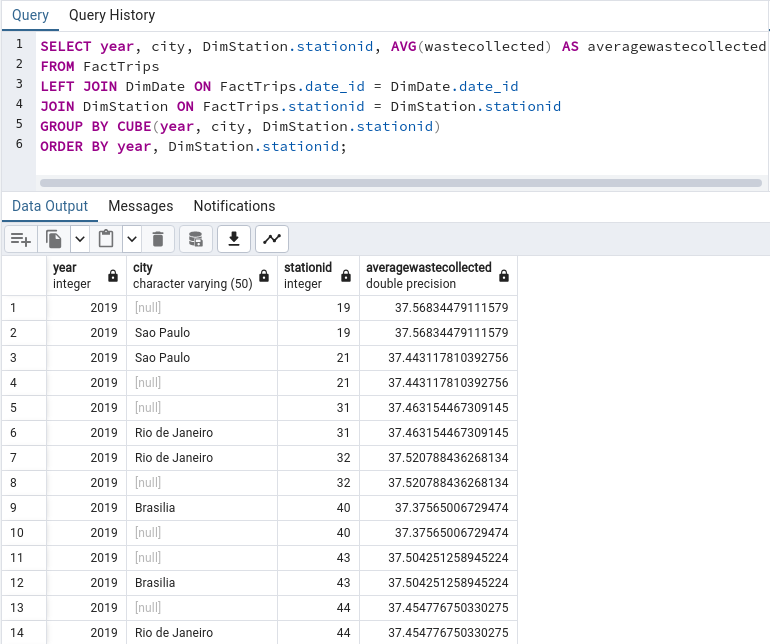 Query Query History
1 SELECT year, city, DimStation.stationid, AVG(wastecollected) AS averagewastecollected
2 FROM FactTrips
3 LEFT JOIN DimDate ON FactTrips.date_id = DimDate.date_id
4 JOIN DimStation ON FactTrips.stationid = DimStation.stationid
5 GROUP BY CUBE(year, city, DimStation.stationid)
6 ORDER BY year, DimStation.stationid;
Data Output Messages Notifications
year city stationid averagewastecollected
integer character varying (50) integer double precision
1 2019 [null] 19 37.56834479111579
2 2019 Sao Paulo 19 37.56834479111579
3 2019 Sao Paulo 21 37.443117810392756
4 2019 [null] 21 37.443117810392756
5 2019 [null] 31 37.463154467309145
6 2019 Rio de Janeiro 31 37.463154467309145
7 2019 Rio de Janeiro 32 37.520788436268134
8 2019 [null] 32 37.520788436268134
9 2019 Brasilia 40 37.37565006729474
10 2019 [null] 40 37.37565006729474
11 2019 [null] 43 37.504251258945224
12 2019 Brasilia 43 37.504251258945224
13 2019 [null] 44 37.454776750330275
14 2019 Rio de Janeiro 44 37.454776750330275